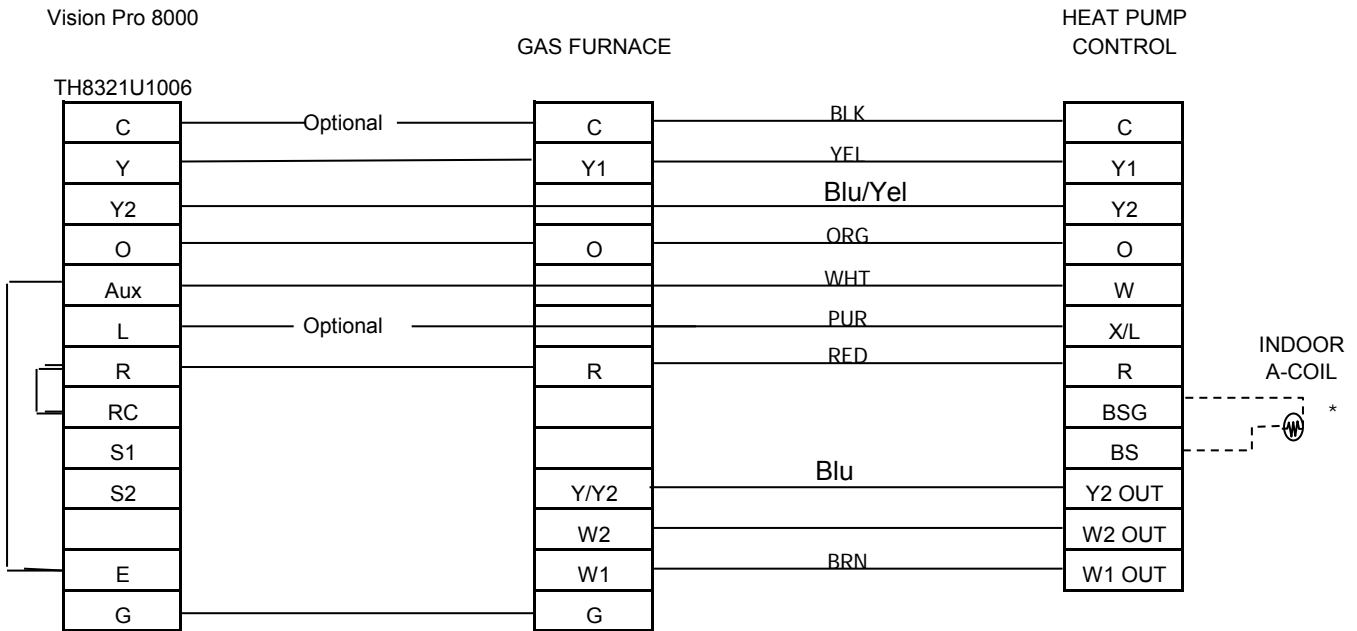 Vision Pro 8000
HEAT PUMP
CONTROL
GAS FURNACE
TH8321U1006
C Optional C BLK C
Y Y1 YEL Y1
Y2 Blu/Yel Y2
O O ORG O
Aux WHT W
L Optional PUR X/L
R R RED R
INDOOR
A-COIL
RC BSG *
S1 BS
S2 Y/Y2 Blu Y2 OUT
W2 W2 OUT
E W1 BRN W1 OUT
G G